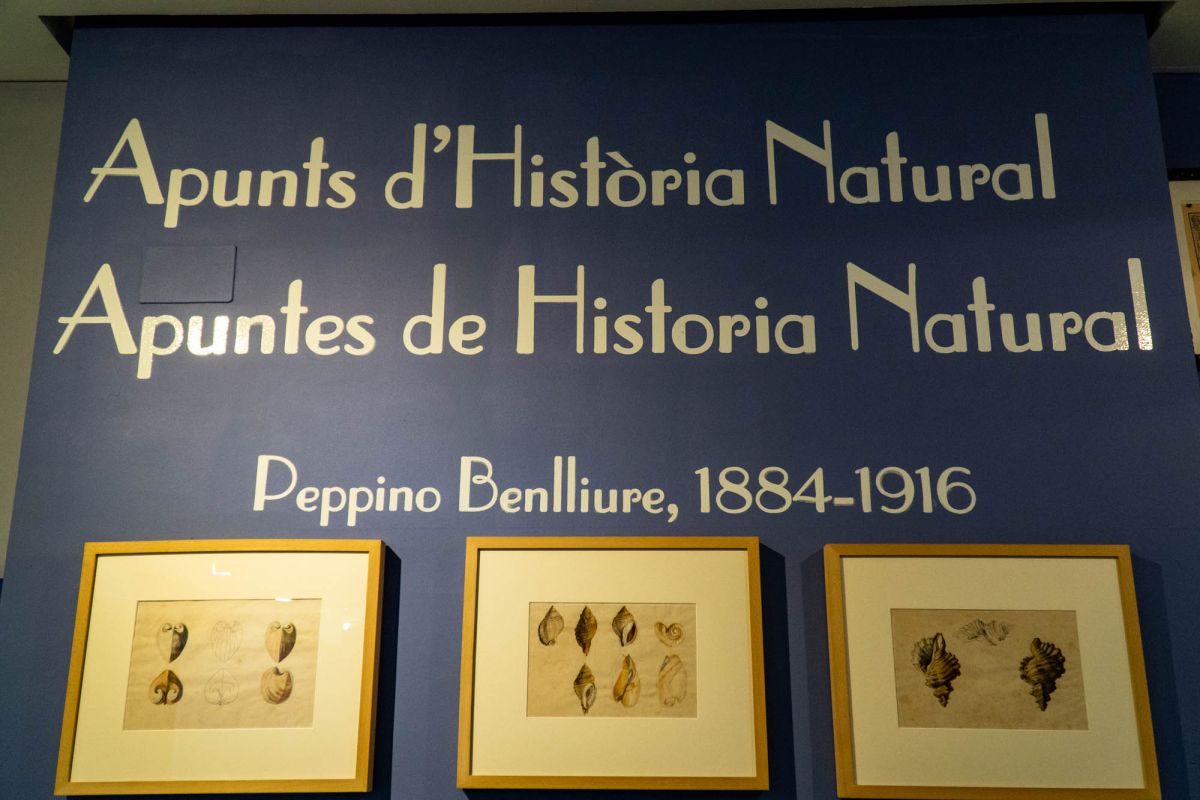 Apunts d'Història Natural
Apuntes de Historia Natural
Peppino Benlliure, 1884-1916